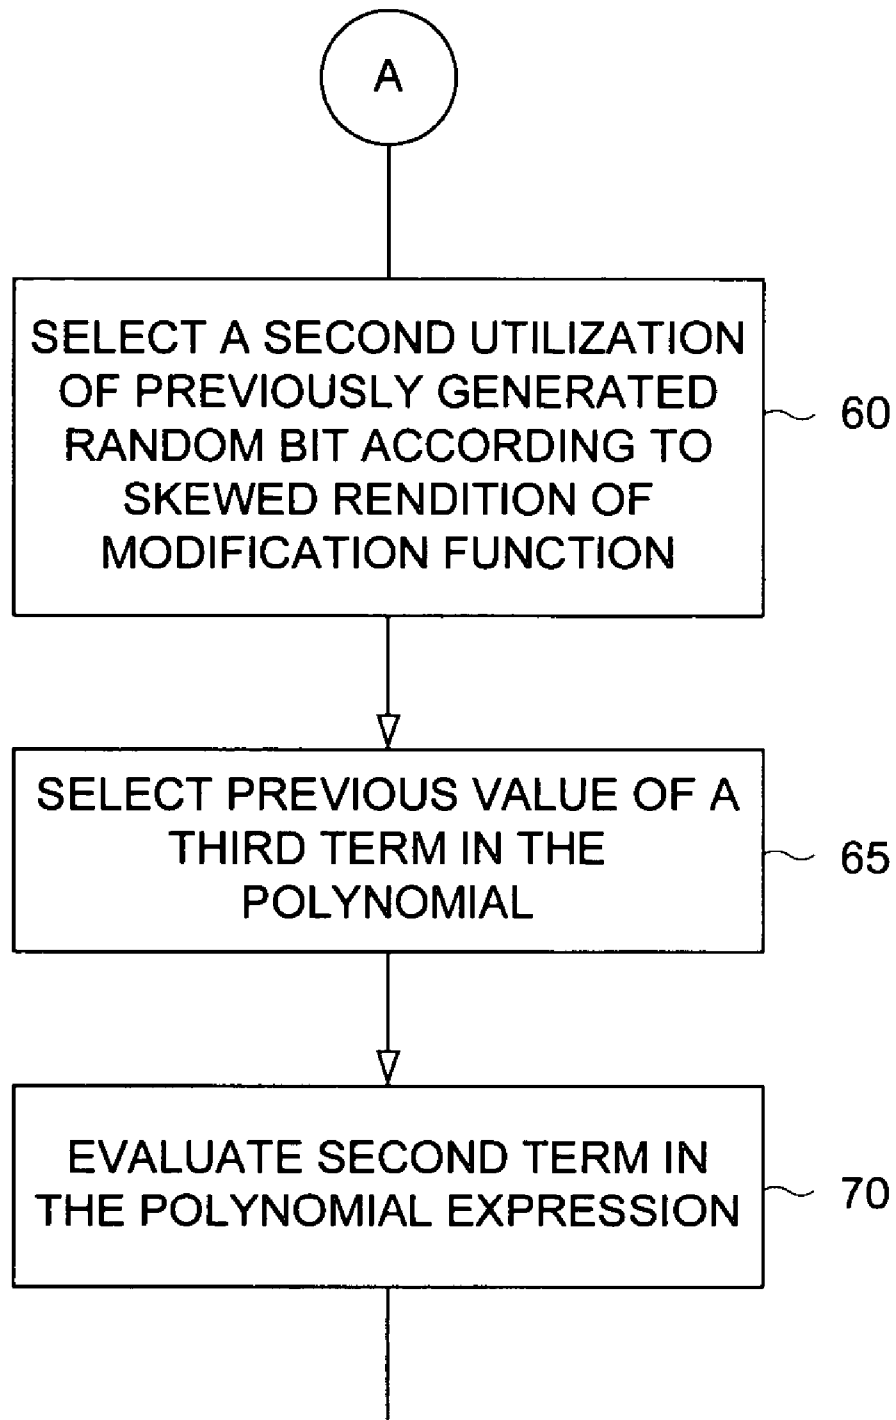 A
SELECT A SECOND UTILIZATION
OF PREVIOUSLY GENERATED
RANDOM BIT ACCORDING TO
SKEWED RENDITION OF
MODIFICATION FUNCTION
60
SELECT PREVIOUS VALUE OF A
THIRD TERM IN THE
POLYNOMIAL
65
EVALUATE SECOND TERM IN
THE POLYNOMIAL EXPRESSION
70